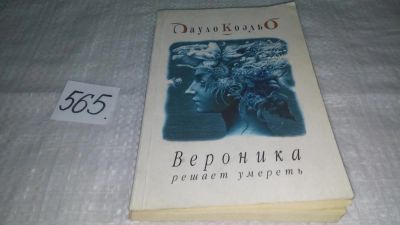 565.
Пауло Коэльо
Вероника
решает умереть